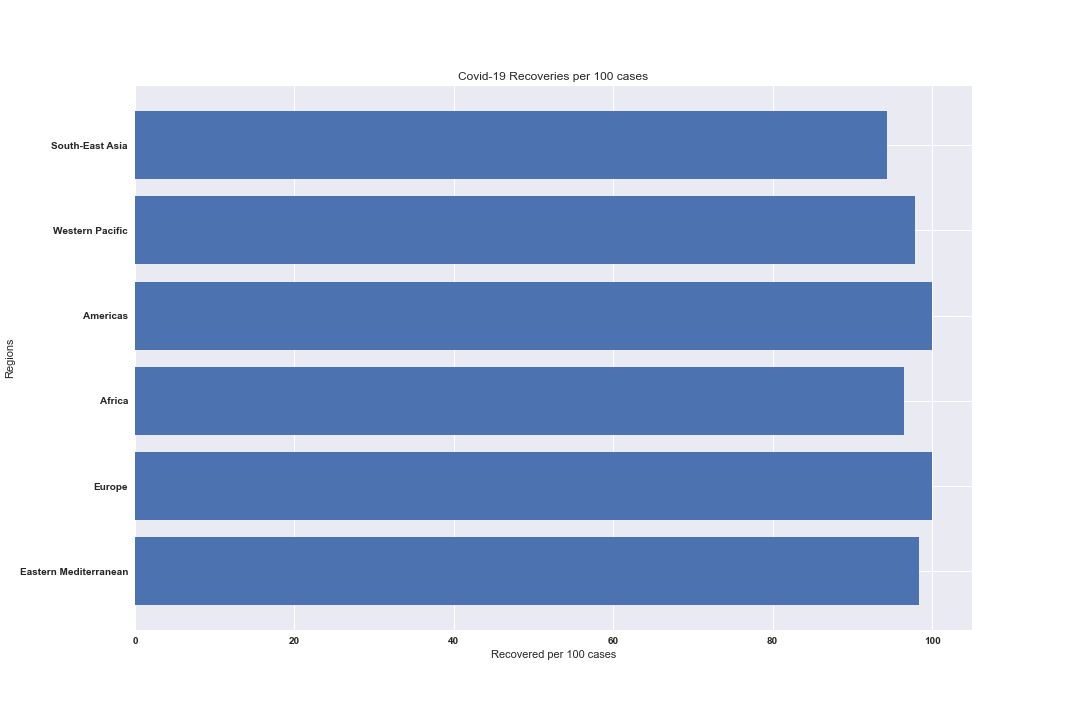 Covid-19 Recoveries per 100 cases
South-East Asia
Western Pacific
Americas
Africa
Europe
Eastern Mediterranean
Regions
0 20 40 60 80 100
Recovered per 100 cases